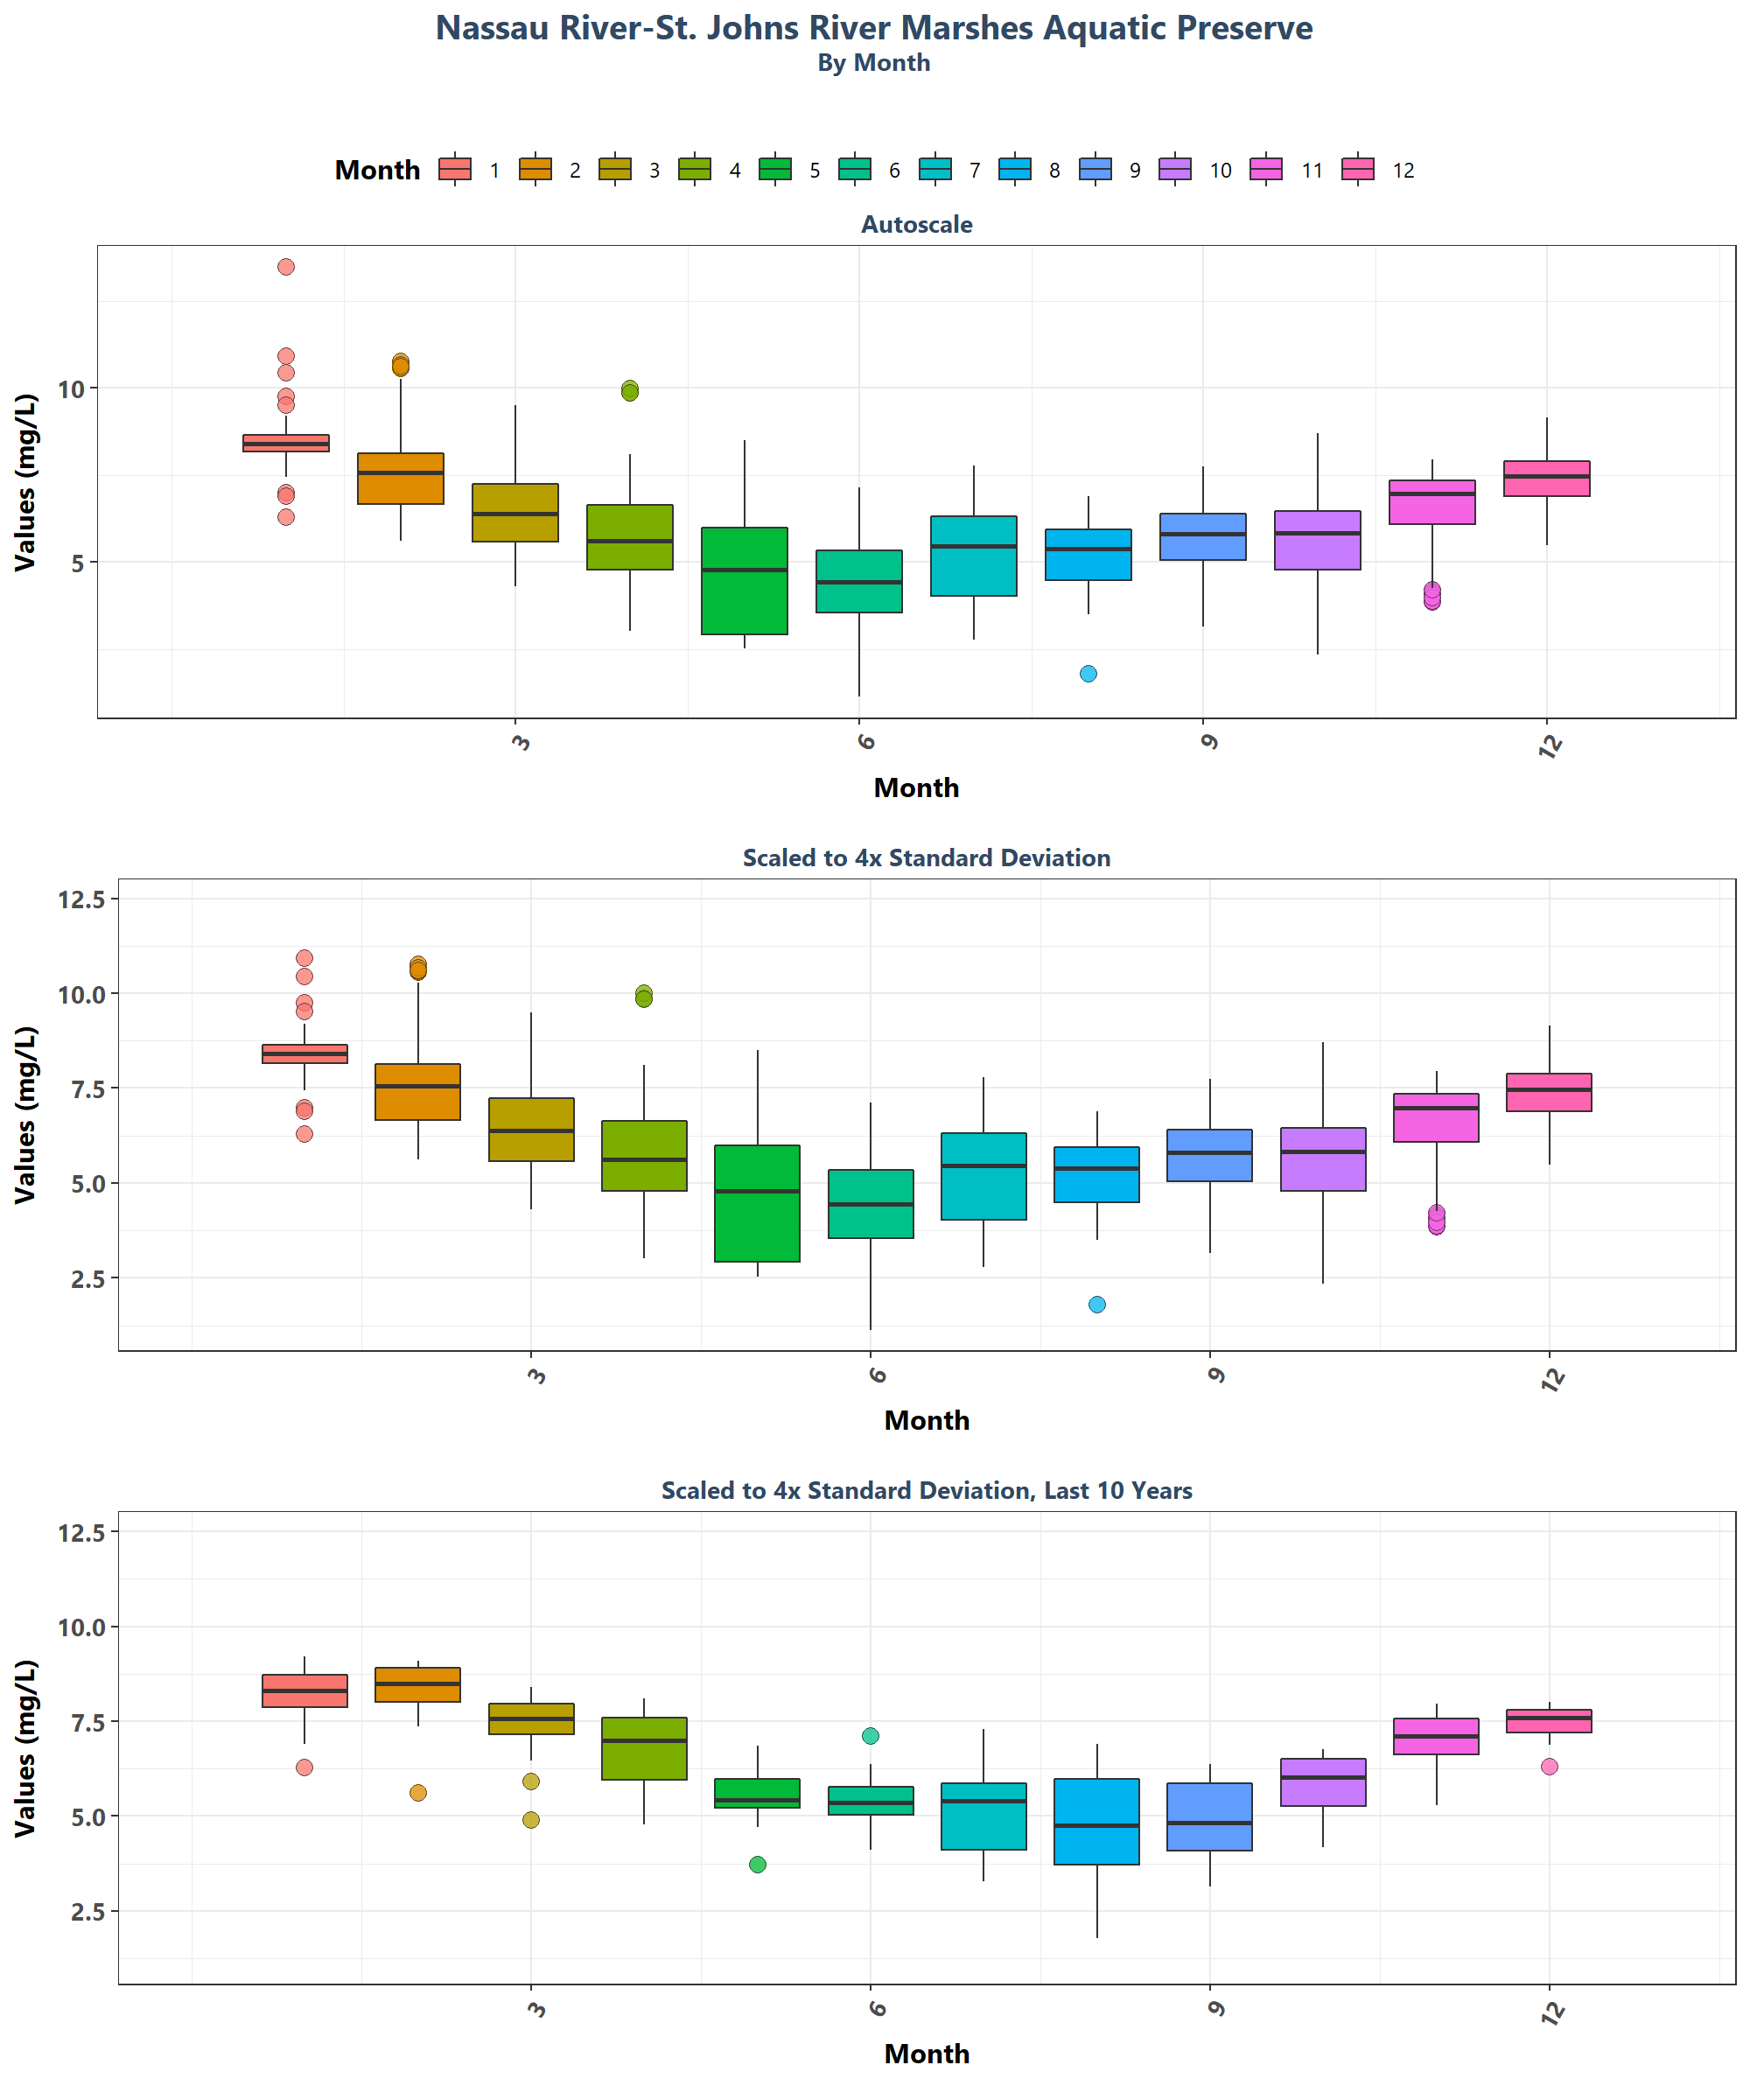 Nassau River-St. Johns River Marshes Aquatic Preserve
By Month
Month 1 2 3 4 5 6 7 8 9 10 11 12
Autoscale
Values (mg/L)
10
5
3 6 9 12
Month
Scaled to 4x Standard Deviation
Values (mg/L)
12.5
10.0
7.5
5.0
2.5
3 6 9 12
Month
Scaled to 4x Standard Deviation, Last 10 Years
Values (mg/L)
12.5
10.0
7.5
5.0
2.5
3 6 9 12
Month